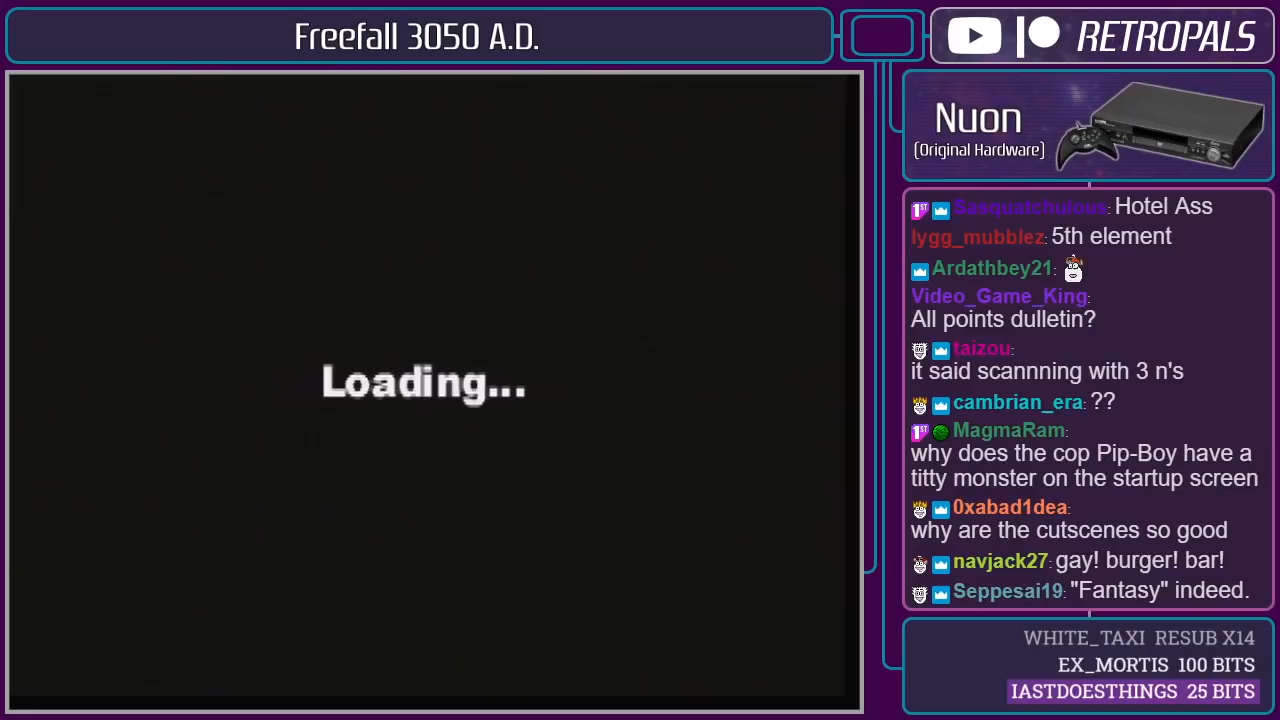 Freefall 3050 A.D.
RETROPALS
Nuon
(Original Hardware)
Loading...
Sasquatchulous: Hotel Ass
lygg_mubblez: 5th element
Ardathbey21:
Video_Game_King:
All points dulletin?
taizou:
it said scannning with 3 n's
cambrian_era: ??
MagmaRam:
why does the cop Pip-Boy have a
titty monster on the startup screen
0xabad1dea:
why are the cutscenes so good
navjack27: gay! burger! bar!
Seppesai19: "Fantasy" indeed.
WHITE_TAXI RESUB X14
EX_MORTIS 100 BITS
IASTDOESTHINGS 25 BITS